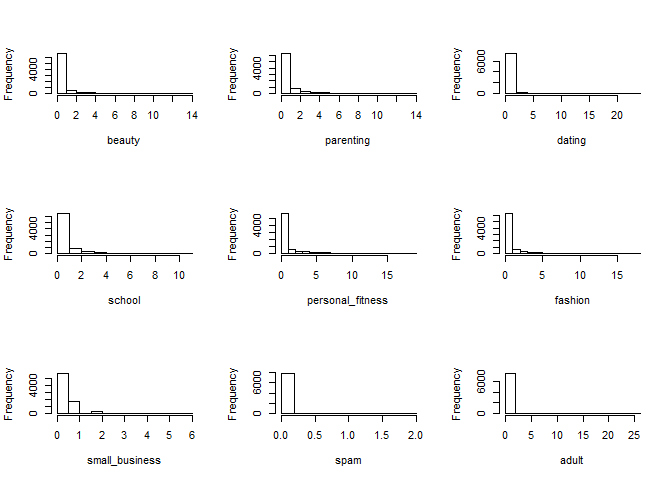 Frequency
4000
0
0 2 4 6 8 10 14
beauty
Frequency
4000
0
0 2 4 6 8 10 14
parenting
Frequency
6000
0
0 5 10 15 20
dating
Frequency
4000
0
0 2 4 6 8 10
school
Frequency
4000
0
0 5 10 15
personal_fitness
Frequency
4000
0
0 5 10 15
fashion
Frequency
4000
0
0 1 2 3 4 5 6
small_business
Frequency
6000
0
0.0 0.5 1.0 1.5 2.0
spam
Frequency
6000
0
0 5 10 15 20 25
adult